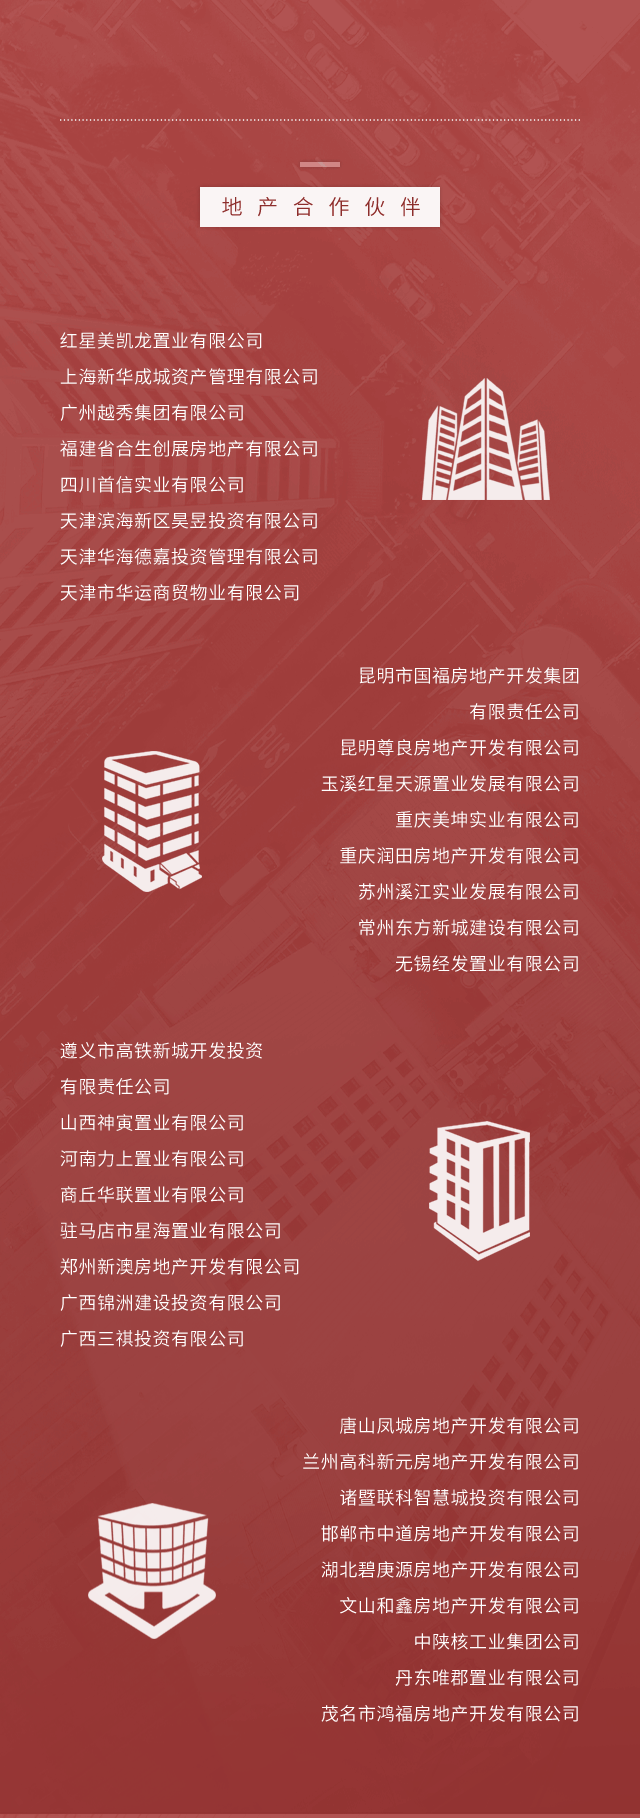 地产合作伙伴
红星美凯龙置业有限公司
上海新华成城资产管理有限公司
广州越秀集团有限公司
福建省合生创展房地产有限公司
四川首信实业有限公司
天津滨海新区昊昱投资有限公司
天津华海德嘉投资管理有限公司
天津市华运商贸物业有限公司
昆明市国福房地产开发集团
有限责任公司
昆明尊良房地产开发有限公司
玉溪红星天源置业发展有限公司
重庆美坤实业有限公司
重庆润田房地产开发有限公司
苏州溪江实业发展有限公司
常州东方新城建设有限公司
无锡经发置业有限公司
遵义市高铁新城开发投资
有限责任公司
山西神寅置业有限公司
河南力上置业有限公司
商丘华联置业有限公司
驻马店市星海置业有限公司
郑州新澳房地产开发有限公司
广西锦洲建设投资有限公司
广西三祺投资有限公司
唐山凤城房地产开发有限公司
兰州高科新元房地产开发有限公司
诸暨联科智慧城投资有限公司
邯郸市中道房地产开发有限公司
湖北碧庚源房地产开发有限公司
文山和鑫房地产开发有限公司
中陕核工业集团公司
丹东唯郡置业有限公司
茂名市鸿福房地产开发有限公司